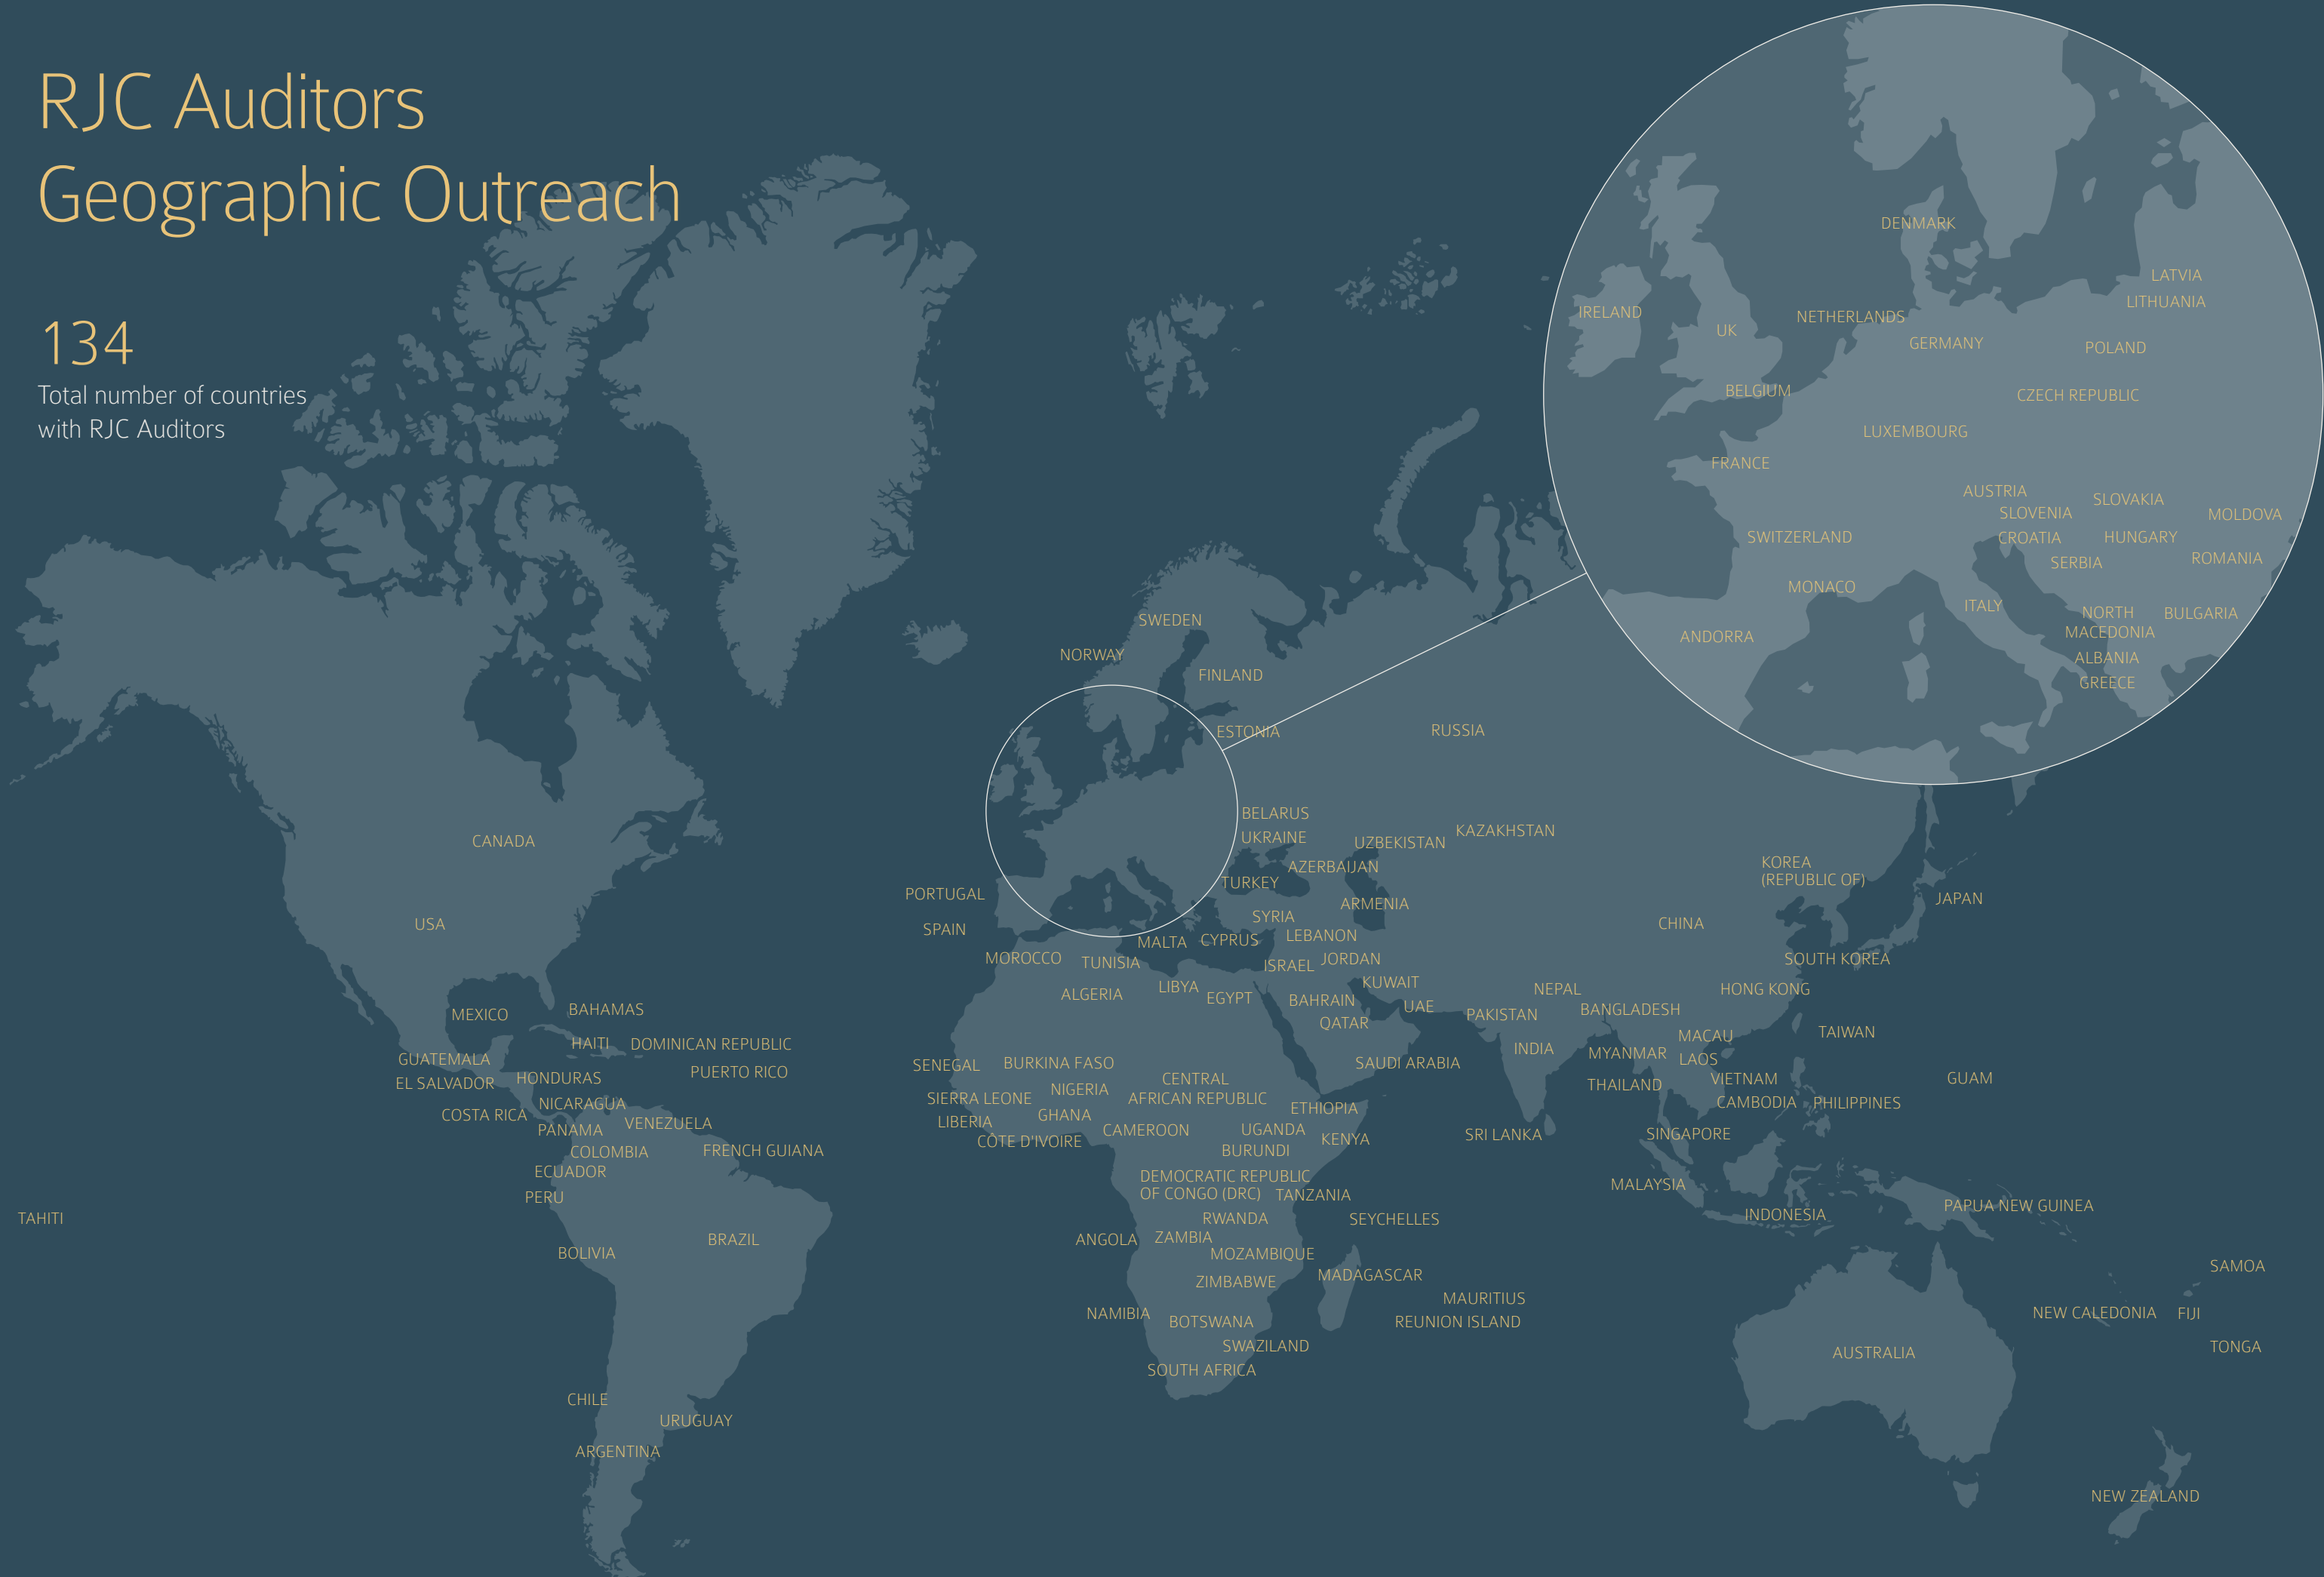 RJC Auditors
Geographic Outreach
134
Total number of countries
with RJC Auditors
DENMARK
LATVIA
LITHUANIA
IRELAND
UK
NETHERLANDS
GERMANY
POLAND
BELGIUM
CZECH REPUBLIC
LUXEMBOURG
FRANCE
AUSTRIA
SLOVAKIA
SLOVENIA
MOLDOVA
SWITZERLAND
CROATIA
HUNGARY
SERBIA
ROMANIA
MONACO
ITALY
NORTH
MACEDONIA
BULGARIA
ANDORRA
ALBANIA
GREECE
SWEDEN
NORWAY
FINLAND
ESTONIA
RUSSIA
BELARUS
UKRAINE
UZBEKISTAN
KAZAKHSTAN
CANADA
AZERBAIJAN
KOREA
(REPUBLIC OF)
TURKEY
PORTUGAL
ARMENIA
JAPAN
USA
SYRIA
CHINA
SPAIN
LEBANON
MALTA
CYPRUS
MOROCCO
TUNISIA
ISRAEL
JORDAN
SOUTH KOREA
KUWAIT
ALGERIA
LIBYA
EGYPT
NEPAL
HONG KONG
BAHRAIN
UAE
MEXICO
BAHAMAS
PAKISTAN
BANGLADESH
QATAR
TAIWAN
MACAU
HAITI
DOMINICAN REPUBLIC
INDIA
MYANMAR
LAOS
GUATEMALA
SENEGAL
BURKINA FASO
SAUDI ARABIA
PUERTO RICO
EL SALVADOR
HONDURAS
NIGERIA
CENTRAL
AFRICAN REPUBLIC
THAILAND
VIETNAM
GUAM
SIERRA LEONE
NICARAGUA
ETHIOPIA
CAMBODIA
PHILIPPINES
COSTA RICA
GHANA
LIBERIA
VENEZUELA
PANAMA
CAMEROON
UGANDA
CÔTE D'IVOIRE
KENYA
SRI LANKA
SINGAPORE
COLOMBIA
FRENCH GUIANA
BURUNDI
ECUADOR
DEMOCRATIC REPUBLIC
OF CONGO (DRC)
TANZANIA
MALAYSIA
PERU
PAPUA NEW GUINEA
TAHITI
RWANDA
SEYCHELLES
INDONESIA
BRAZIL
ANGOLA
ZAMBIA
BOLIVIA
MOZAMBIQUE
SAMOA
ZIMBABWE
MADAGASCAR
MAURITIUS
NAMIBIA
BOTSWANA
REUNION ISLAND
NEW CALEDONIA
FIJI
SWAZILAND
TONGA
AUSTRALIA
SOUTH AFRICA
CHILE
URUGUAY
ARGENTINA
NEW ZEALAND